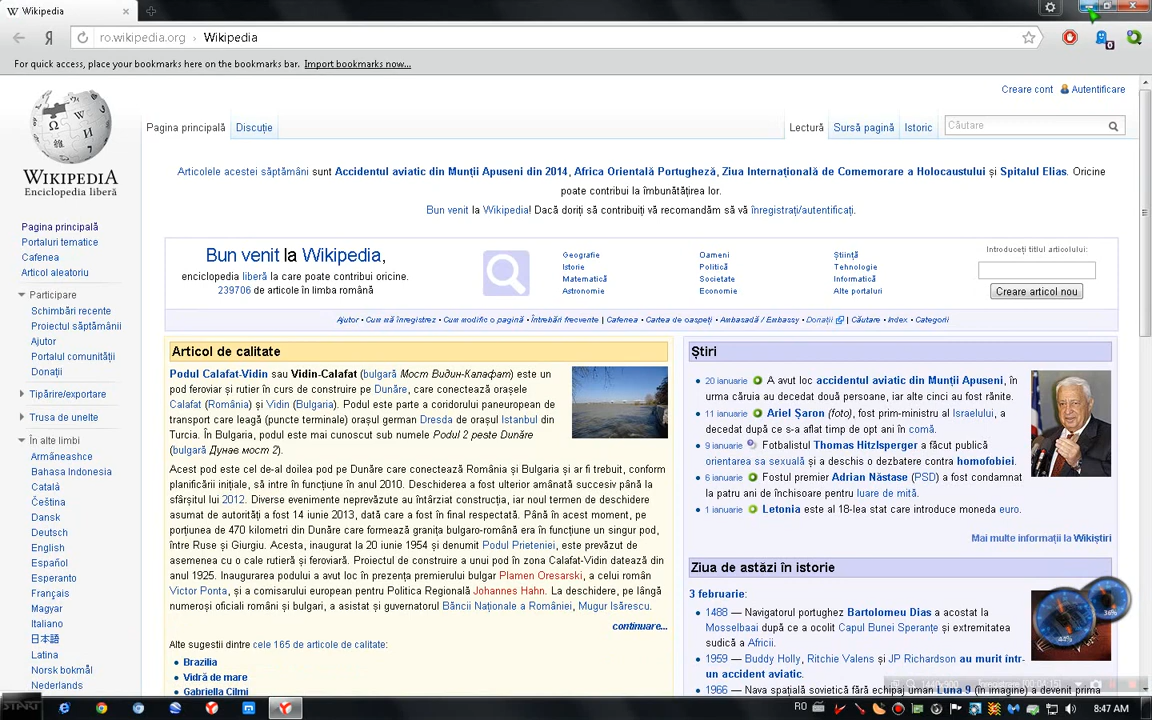 Wikipedia
ro.wikipedia.org › Wikipedia
For quick access, place your bookmarks here on the bookmarks bar. Import bookmarks now...
Creare cont Autentificare
Pagina principală Discuție Lectură Sursă pagină Istoric Căutare
WIKIPEDIA
Enciclopedia liberă
Pagina principală
Portaluri tematice
Cafenea
Articol aleatoriu
Participare
Schimbări recente
Proiectul săptămânii
Ajutor
Portalul comunității
Donații
Tipărire/exportare
Trusa de unelte
În alte limbi
Armãneashce
Bahasa Indonesia
Català
Čeština
Dansk
Deutsch
English
Español
Esperanto
Français
Magyar
Italiano
日本語
Latina
Norsk bokmål
Nederlands
Articolele acestei săptămâni sunt Accidentul aviatic din Munții Apuseni din 2014, Africa Orientală Portugheză, Ziua Internațională de Comemorare a Holocaustului și Spitalul Elias. Oricine
poate contribui la îmbunătățirea lor.
Bun venit la Wikipedia! Dacă doriți să contribuiți vă recomandăm să vă înregistrați/autentificați.
Bun venit la Wikipedia,
enciclopedia liberă la care poate contribui oricine.
239706 de articole în limba română
Geografie
Istorie
Matematică
Astronomie
Oameni
Politică
Societate
Economie
Știință
Tehnologie
Informatică
Alte portaluri
Introduceți titlul articolului:
Creare articol nou
Ajutor • Cum mă înregistrez • Cum modific o pagină • Întrebări frecvente | Cafenea • Cartea de oaspeți • Ambasadă / Embassy • Donații | Căutare • Index • Categorii
Articol de calitate
Podul Calafat-Vidin sau Vidin-Calafat (bulgară Мост Видин-Калафат) este un
pod feroviar și rutier în curs de construire pe Dunăre, care conectează orașele
Calafat (România) și Vidin (Bulgaria). Podul este parte a coridorului paneuropean de
transport care leagă (puncte terminale) orașul german Dresda de orașul Istanbul din
Turcia. În Bulgaria, podul este mai cunoscut sub numele Podul 2 peste Dunăre
(bulgară Дунав мост 2).
Acest pod este cel de-al doilea pod pe Dunăre care conectează România și Bulgaria și ar fi trebuit, conform
planificării inițiale, să intre în funcțiune în anul 2010. Deschiderea a fost ulterior amânată succesiv până la
sfârșitul lui 2012. Diverse evenimente neprevăzute au întârziat construcția, iar noul termen de deschidere
asumat de autorități a fost 14 iunie 2013, dată care a fost în final respectată. Până în acest moment, pe
porțiunea de 470 kilometri din Dunăre care formează granița bulgaro-română era în funcțiune un singur pod,
între Ruse și Giurgiu. Acesta, inaugurat la 20 iunie 1954 și denumit Podul Prieteniei, este prevăzut de
asemenea cu o cale rutieră și feroviară. Proiectul de construire a unui pod în zona Calafat-Vidin datează din
anul 1925. Inaugurarea podului a avut loc în prezența premierului bulgar Plamen Oresarski, a celui român
Victor Ponta, și a comisarului european pentru Politica Regională Johannes Hahn. La deschidere, pe lângă
numeroși oficiali români și bulgari, a asistat și guvernatorul Băncii Naționale a României, Mugur Isărescu.
continuare...
Alte sugestii dintre cele 165 de articole de calitate:
Brazilia
Vidră de mare
Gabriella Cilmi
Știri
20 ianuarie A avut loc accidentul aviatic din Munții Apuseni, în
urma căruia au decedat două persoane, iar alte cinci au fost rănite.
11 ianuarie Ariel Șaron (foto), fost prim-ministru al Israelului, a
decedat după ce s-a aflat timp de opt ani în comă.
9 ianuarie Fotbalistul Thomas Hitzlsperger a făcut publică
orientarea sa sexuală și a deschis o dezbatere contra homofobiei.
6 ianuarie Fostul premier Adrian Năstase (PSD) a fost condamnat
la patru ani de închisoare pentru luare de mită.
1 ianuarie Letonia este al 18-lea stat care introduce moneda euro.
Mai multe informații la Wikiștiri
Ziua de astăzi în istorie
3 februarie:
1488 — Navigatorul portughez Bartolomeu Dias a acostat la
Mosselbaai după ce a ocolit Capul Bunei Speranțe și extremitatea
sudică a Africii.
1959 — Buddy Holly, Ritchie Valens și JP Richardson au murit într-
un accident aviatic.
1966 — Nava spațială sovietică fără echipaj uman Luna 9 (în imagine) a devenit prima
44%
36%
RO
8:47 AM